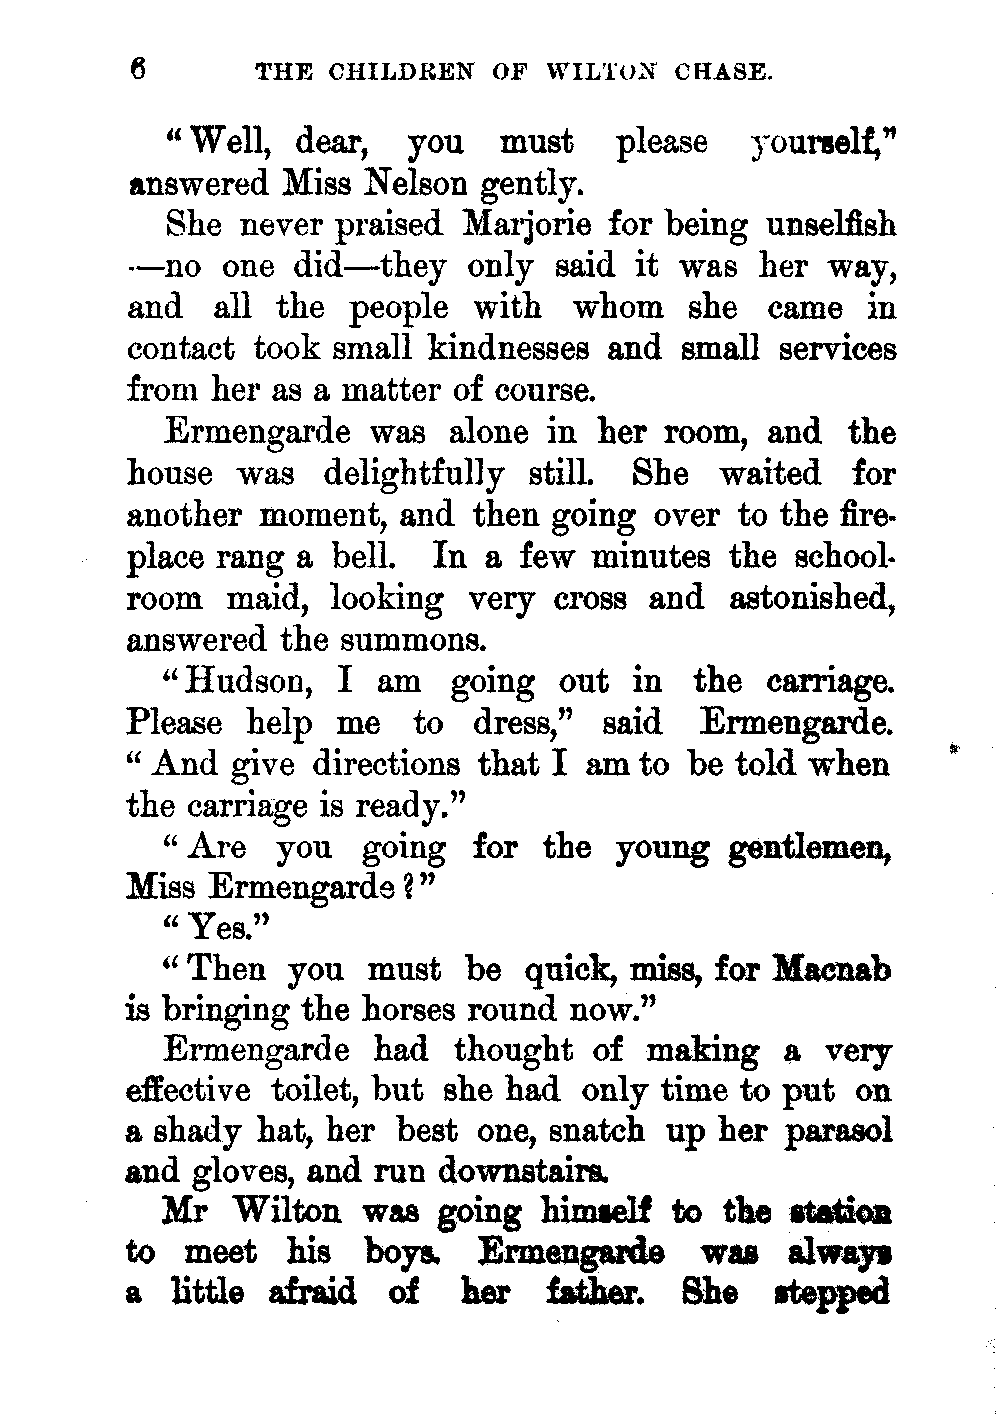 6 THE CHILDREN OF WILTON CHASE.
“Well, dear, you must please yourself,”
answered Miss Nelson gently.
She never praised Marjorie for being unselfish
—no one did—they only said it was her way,
and all the people with whom she came in
contact took small kindnesses and small services
from her as a matter of course.
Ermengarde was alone in her room, and the
house was delightfully still. She waited for
another moment, and then going over to the fire-
place rang a bell. In a few minutes the school-
room maid, looking very cross and astonished,
answered the summons.
“Hudson, I am going out in the carriage.
Please help me to dress,” said Ermengarde.
“And give directions that I am to be told when
the carriage is ready.”
“Are you going for the young gentlemen,
Miss Ermengarde?”
“Yes.”
“Then you must be quick, miss, for Macnab
is bringing the horses round now.”
Ermengarde had thought of making a very
effective toilet, but she had only time to put on
a shady hat, her best one, snatch up her parasol
and gloves, and run downstairs.
Mr Wilton was going himself to the station
to meet his boys. Ermengarde was always
a little afraid of her father. She stepped